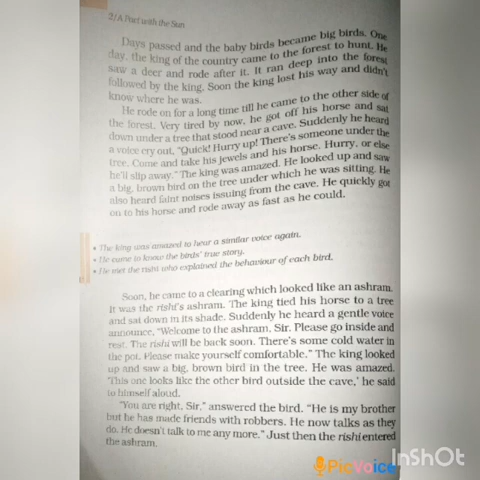 2/A Pact with the Sun
Days passed and the baby birds became big birds. One
day, the king of the country came to the forest to hunt. He
saw a deer and rode after it. It ran deep into the forest
followed by the king. Soon the king lost his way and didn't
know where he was.
He rode on for a long time till he came to the other side of
the forest. Very tired by now, he got off his horse and sat
down under a tree that stood near a cave. Suddenly he heard
a voice cry out, "Quick! Hurry up! There's someone under the
tree. Come and take his jewels and his horse. Hurry, or else
he'll slip away." The king was amazed. He looked up and saw
a big, brown bird on the tree under which he was sitting. He
also heard faint noises issuing from the cave. He quickly got
on to his horse and rode away as fast as he could.
• The king was amazed to hear a similar voice again.
• He came to know the birds' true story.
• He met the rishi who explained the behaviour of each bird.
Soon, he came to a clearing which looked like an ashram.
It was the rishi's ashram. The king tied his horse to a tree
and sat down in its shade. Suddenly he heard a gentle voice
announce, "Welcome to the ashram, Sir. Please go inside and
rest. The rishi will be back soon. There's some cold water in
the pot. Please make yourself comfortable." The king looked
up and saw a big, brown bird in the tree. He was amazed.
'This one looks like the other bird outside the cave,' he said
to himself aloud.
"You are right, Sir," answered the bird. "He is my brother
but he has made friends with robbers. He now talks as they
do. He doesn't talk to me any more." Just then the rishi entered
the ashram.
PicVoice
InShOt